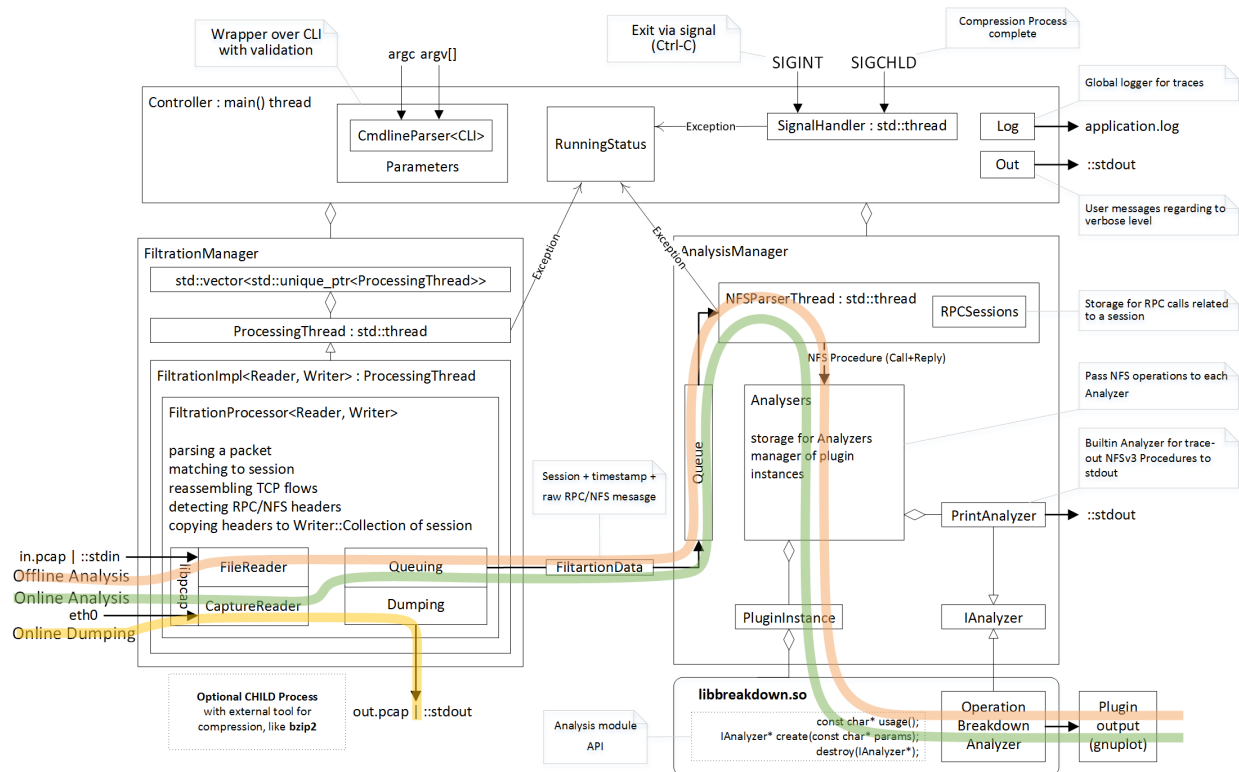 Wrapper over CLI
with validation
argc argv[]
Exit via signal
(Ctrl-C)
Compression Process
complete
SIGINT
SIGCHLD
Controller : main() thread
CmdlineParser<CLI>
Parameters
RunningStatus
Exception
SignalHandler : std::thread
Log
application.log
Out
::stdout
Global logger for traces
User messages regarding to
verbose level
FiltrationManager
std::vector<std::unique_ptr<ProcessingThread>>
ProcessingThread : std::thread
Exception
FiltrationImpl<Reader, Writer> : ProcessingThread
FiltrationProcessor<Reader, Writer>
parsing a packet
matching to session
reassembling TCP flows
detecting RPC/NFS headers
copying headers to Writer::Collection of session
in.pcap | ::stdin
Offline Analysis
Online Analysis
eth0
Online Dumping
libpcap
FileReader
CaptureReader
Queuing
Dumping
Optional CHILD Process
with external tool for
compression, like bzip2
out.pcap | ::stdout
Session + timestamp +
raw RPC/NFS mesasge
FiltartionData
Queue
Exception
AnalysisManager
NFSParserThread : std::thread
RPCSessions
Storage for RPC calls related
to a session
NFS Procedure (Call+Reply)
Analysers
storage for Analyzers
manager of plugin
instances
Pass NFS operations to each
Analyzer
Builtin Analyzer for trace-
out NFSv3 Procedures to
stdout
PrintAnalyzer
::stdout
PluginInstance
IAnalyzer
libbreakdown.so
Analysis module
API
const char* usage();
IAnalyzer* create(const char* params);
destroy(IAnalyzer*);
Operation
Breakdown
Analyzer
Plugin
output
(gnuplot)